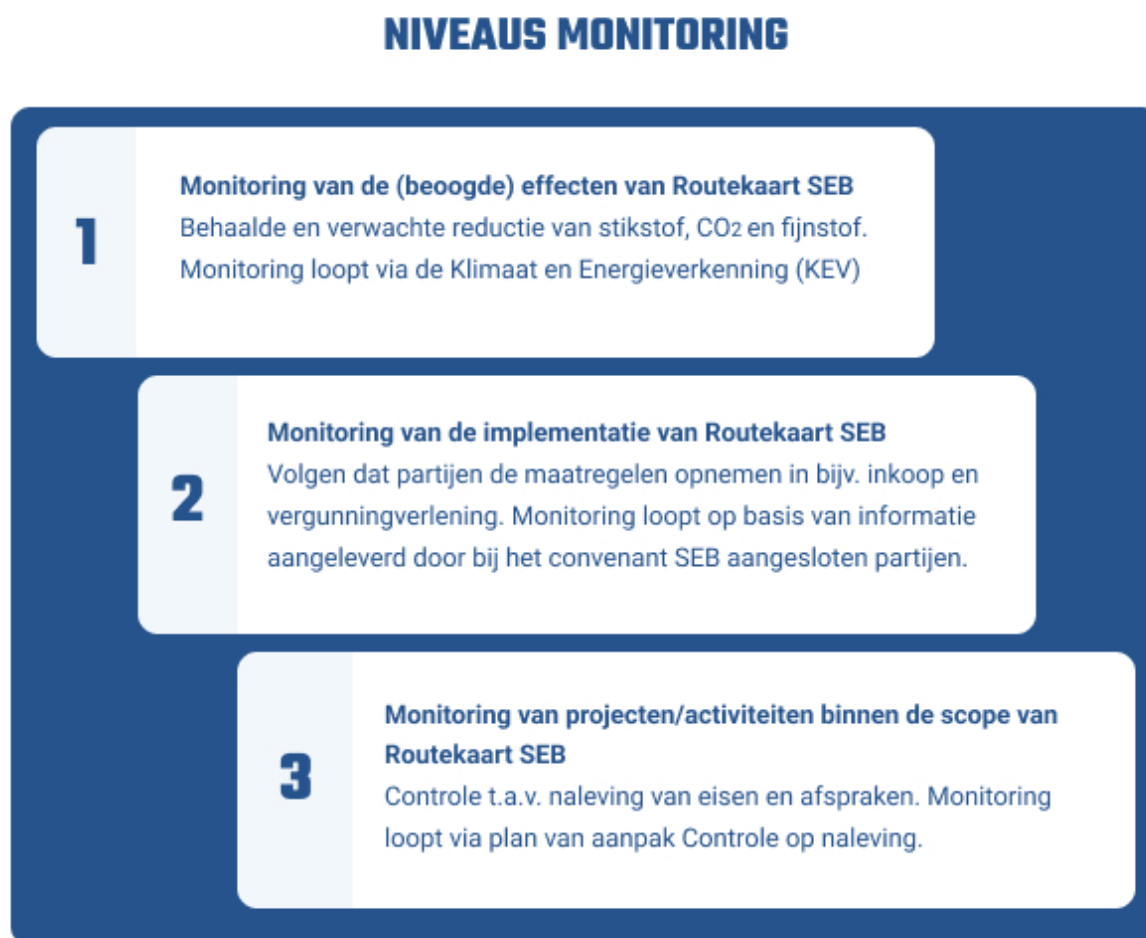 NIVEAUS MONITORING
1
Monitoring van de (beoogde) effecten van Routekaart SEB
Behaalde en verwachte reductie van stikstof, CO2 en fijnstof.
Monitoring loopt via de Klimaat en Energieverkenning (KEV)
2
Monitoring van de implementatie van Routekaart SEB
Volgen dat partijen de maatregelen opnemen in bijv. inkoop en
vergunningverlening. Monitoring loopt op basis van informatie
aangeleverd door bij het convenant SEB aangesloten partijen.
3
Monitoring van projecten/activiteiten binnen de scope van
Routekaart SEB
Controle t.a.v. naleving van eisen en afspraken. Monitoring
loopt via plan van aanpak Controle op naleving.